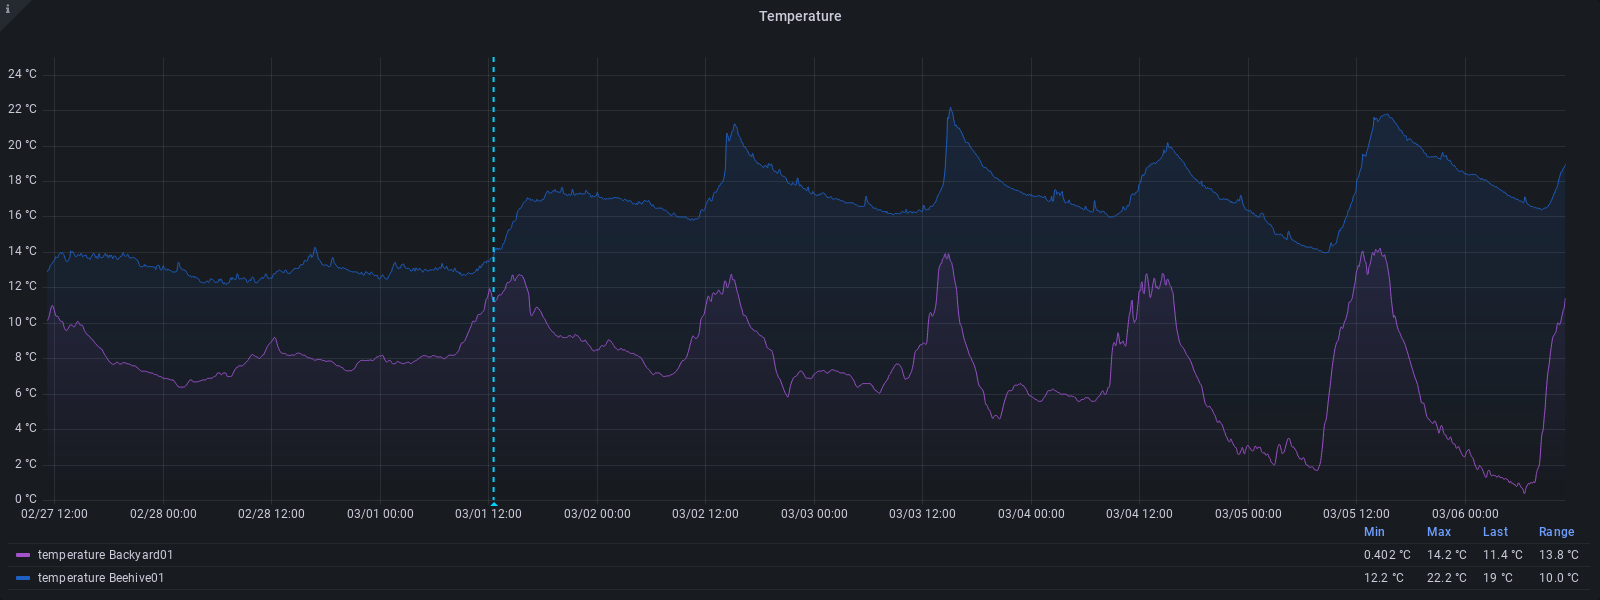 i
Temperature
24 °C
22 °C
20 °C
18 °C
16 °C
14 °C
12 °C
10 °C
8 °C
6 °C
4 °C
2 °C
0 °C
02/27 12:00 02/28 00:00 02/28 12:00 03/01 00:00 03/01 12:00 03/02 00:00 03/02 12:00 03/03 00:00 03/03 12:00 03/04 00:00 03/04 12:00 03/05 00:00 03/05 12:00 03/06 00:00
Min Max Last Range
temperature Backyard01 0.402 °C 14.2 °C 11.4 °C 13.8 °C
temperature Beehive01 12.2 °C 22.2 °C 19 °C 10.0 °C